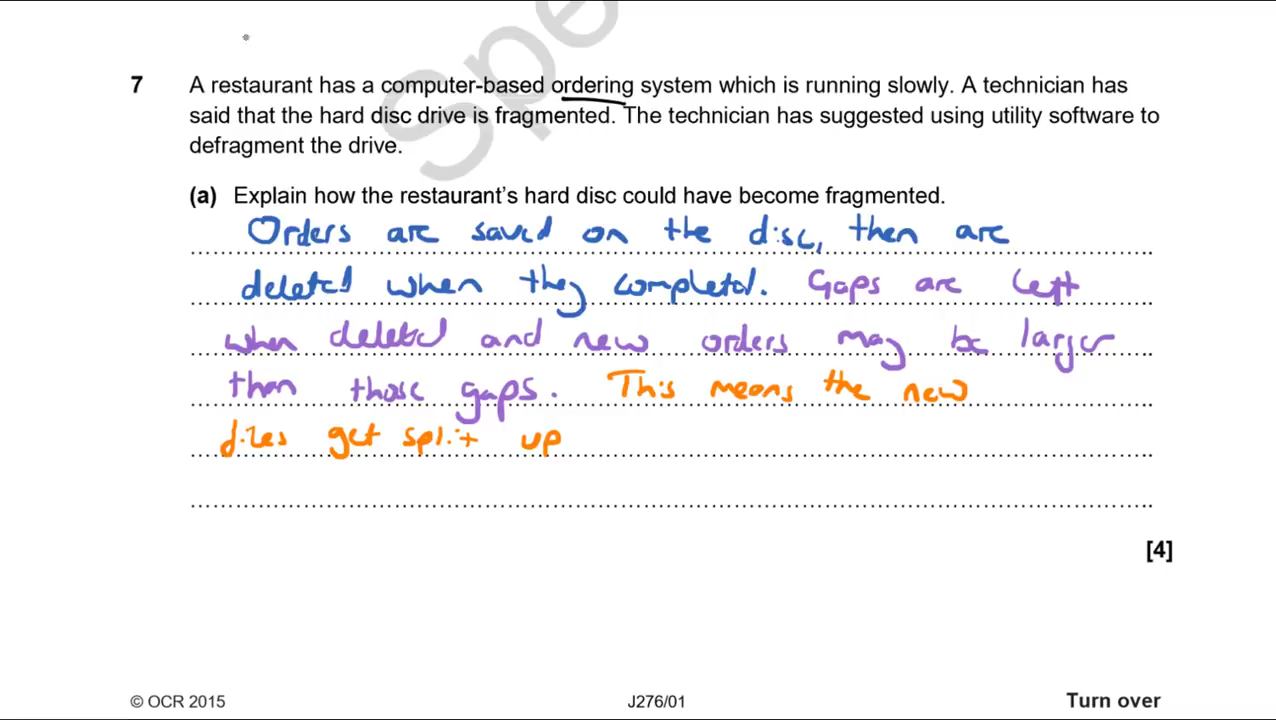 7 A restaurant has a computer-based ordering system which is running slowly. A technician has
said that the hard disc drive is fragmented. The technician has suggested using utility software to
defragment the drive.
(a) Explain how the restaurant's hard disc could have become fragmented.
Orders are saved on the disc, then are
deleted when they completed. Gaps are left
when deleted and new orders may be larger
than those gaps. This means the new
files get split up
[4]
© OCR 2015 J276/01 Turn over
Spe